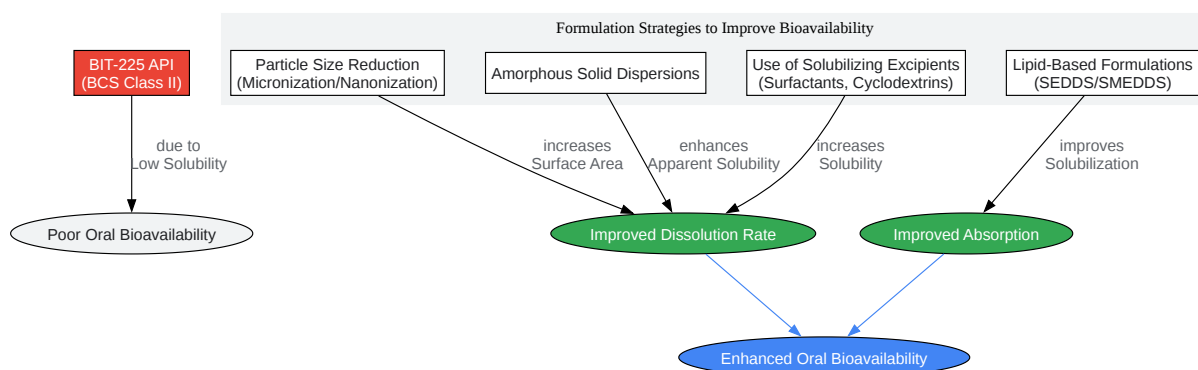 Formulation Strategies to Improve Bioavailability
BIT-225 API
(BCS Class II)
Particle Size Reduction
(Micronization/Nanonization)
Amorphous Solid Dispersions
Use of Solubilizing Excipients
(Surfactants, Cyclodextrins)
Lipid-Based Formulations
(SEDDS/SMEDDS)
due to
Low Solubility
increases
Surface Area
enhances
Apparent Solubility
increases
Solubility
improves
Solubilization
Poor Oral Bioavailability
Improved Dissolution Rate
Improved Absorption
Enhanced Oral Bioavailability